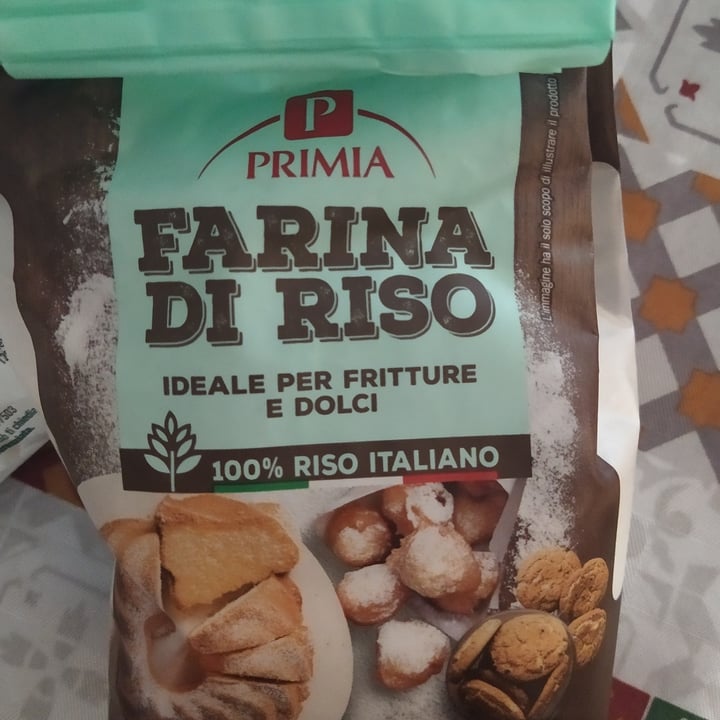 P
PRIMIA
FARINA
DI RISO
IDEALE PER FRITTURE
E DOLCI
100% RISO ITALIANO
L'immagine ha il solo scopo di illustrare il prodotto